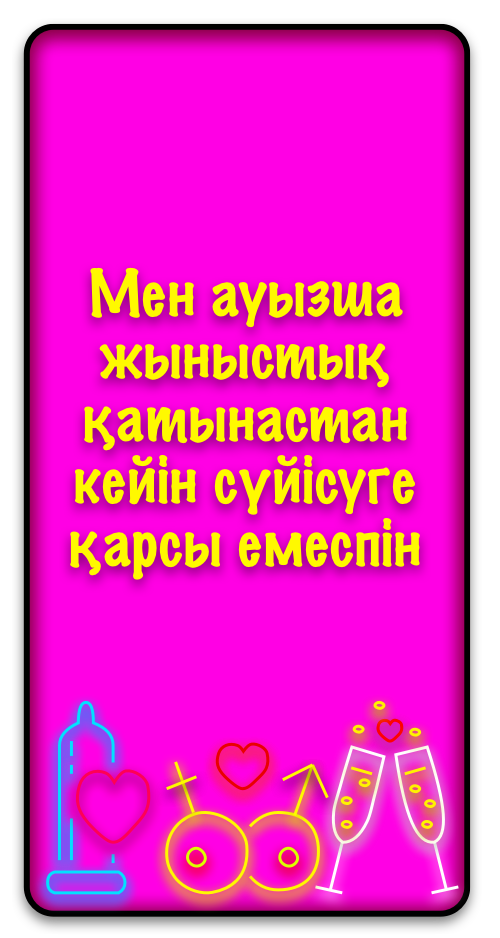 Мен ауызша
жыныстық
қатынастан
кейін сүйісуге
қарсы емеспін